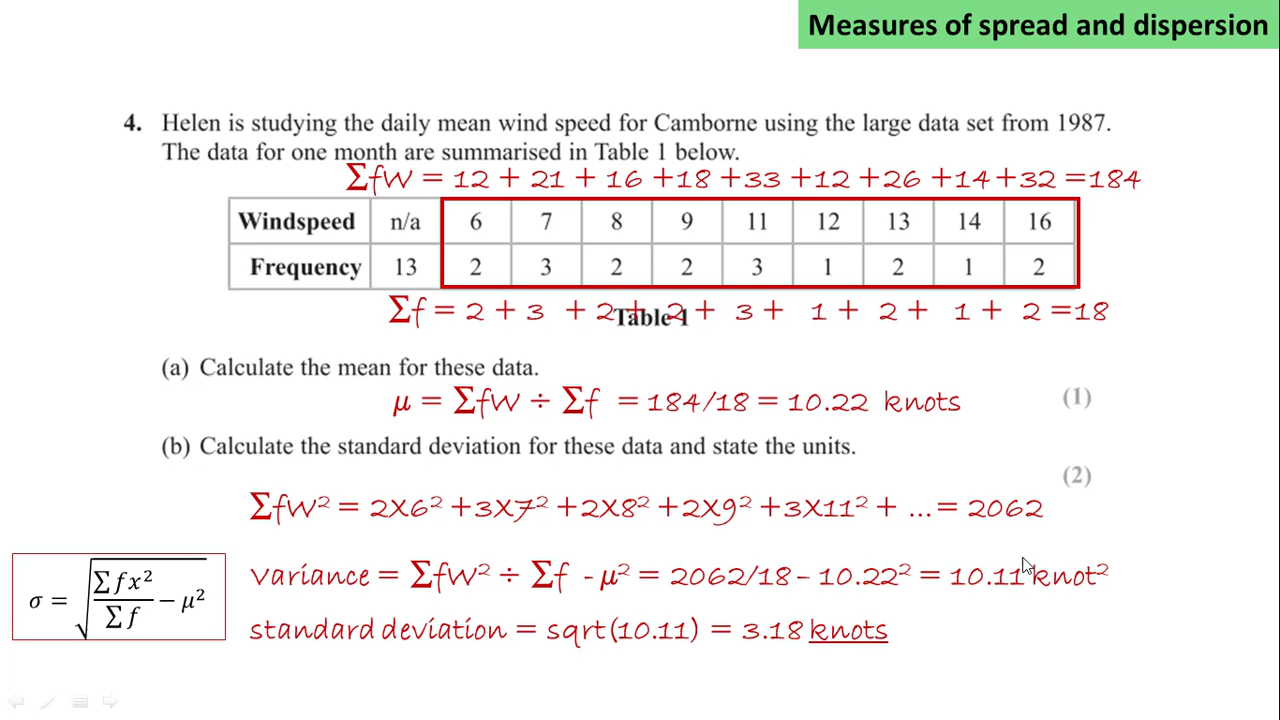 Measures of spread and dispersion
4. Helen is studying the daily mean wind speed for Camborne using the large data set from 1987.
The data for one month are summarised in Table 1 below.
ΣfW = 12 + 21 + 16 +18 +33 +12 +26 +14 +32 =184
Windspeed n/a 6 7 8 9 11 12 13 14 16
Frequency 13 2 3 2 2 3 1 2 1 2
Σf = 2 + 3 + 2 + 2 + 3 + 1 + 2 + 1 + 2 =18
Table 1
(a) Calculate the mean for these data.
μ = ΣfW ÷ Σf = 184/18 = 10.22 knots
(1)
(b) Calculate the standard deviation for these data and state the units.
(2)
ΣfW² = 2X6² +3X7² +2X8² +2X9² +3X11² + ... = 2062
variance = ΣfW² ÷ Σf - μ² = 2062/18 – 10.22² = 10.11 knot²
σ = √(Σfx²/Σf − μ²)
standard deviation = sqrt(10.11) = 3.18 knots